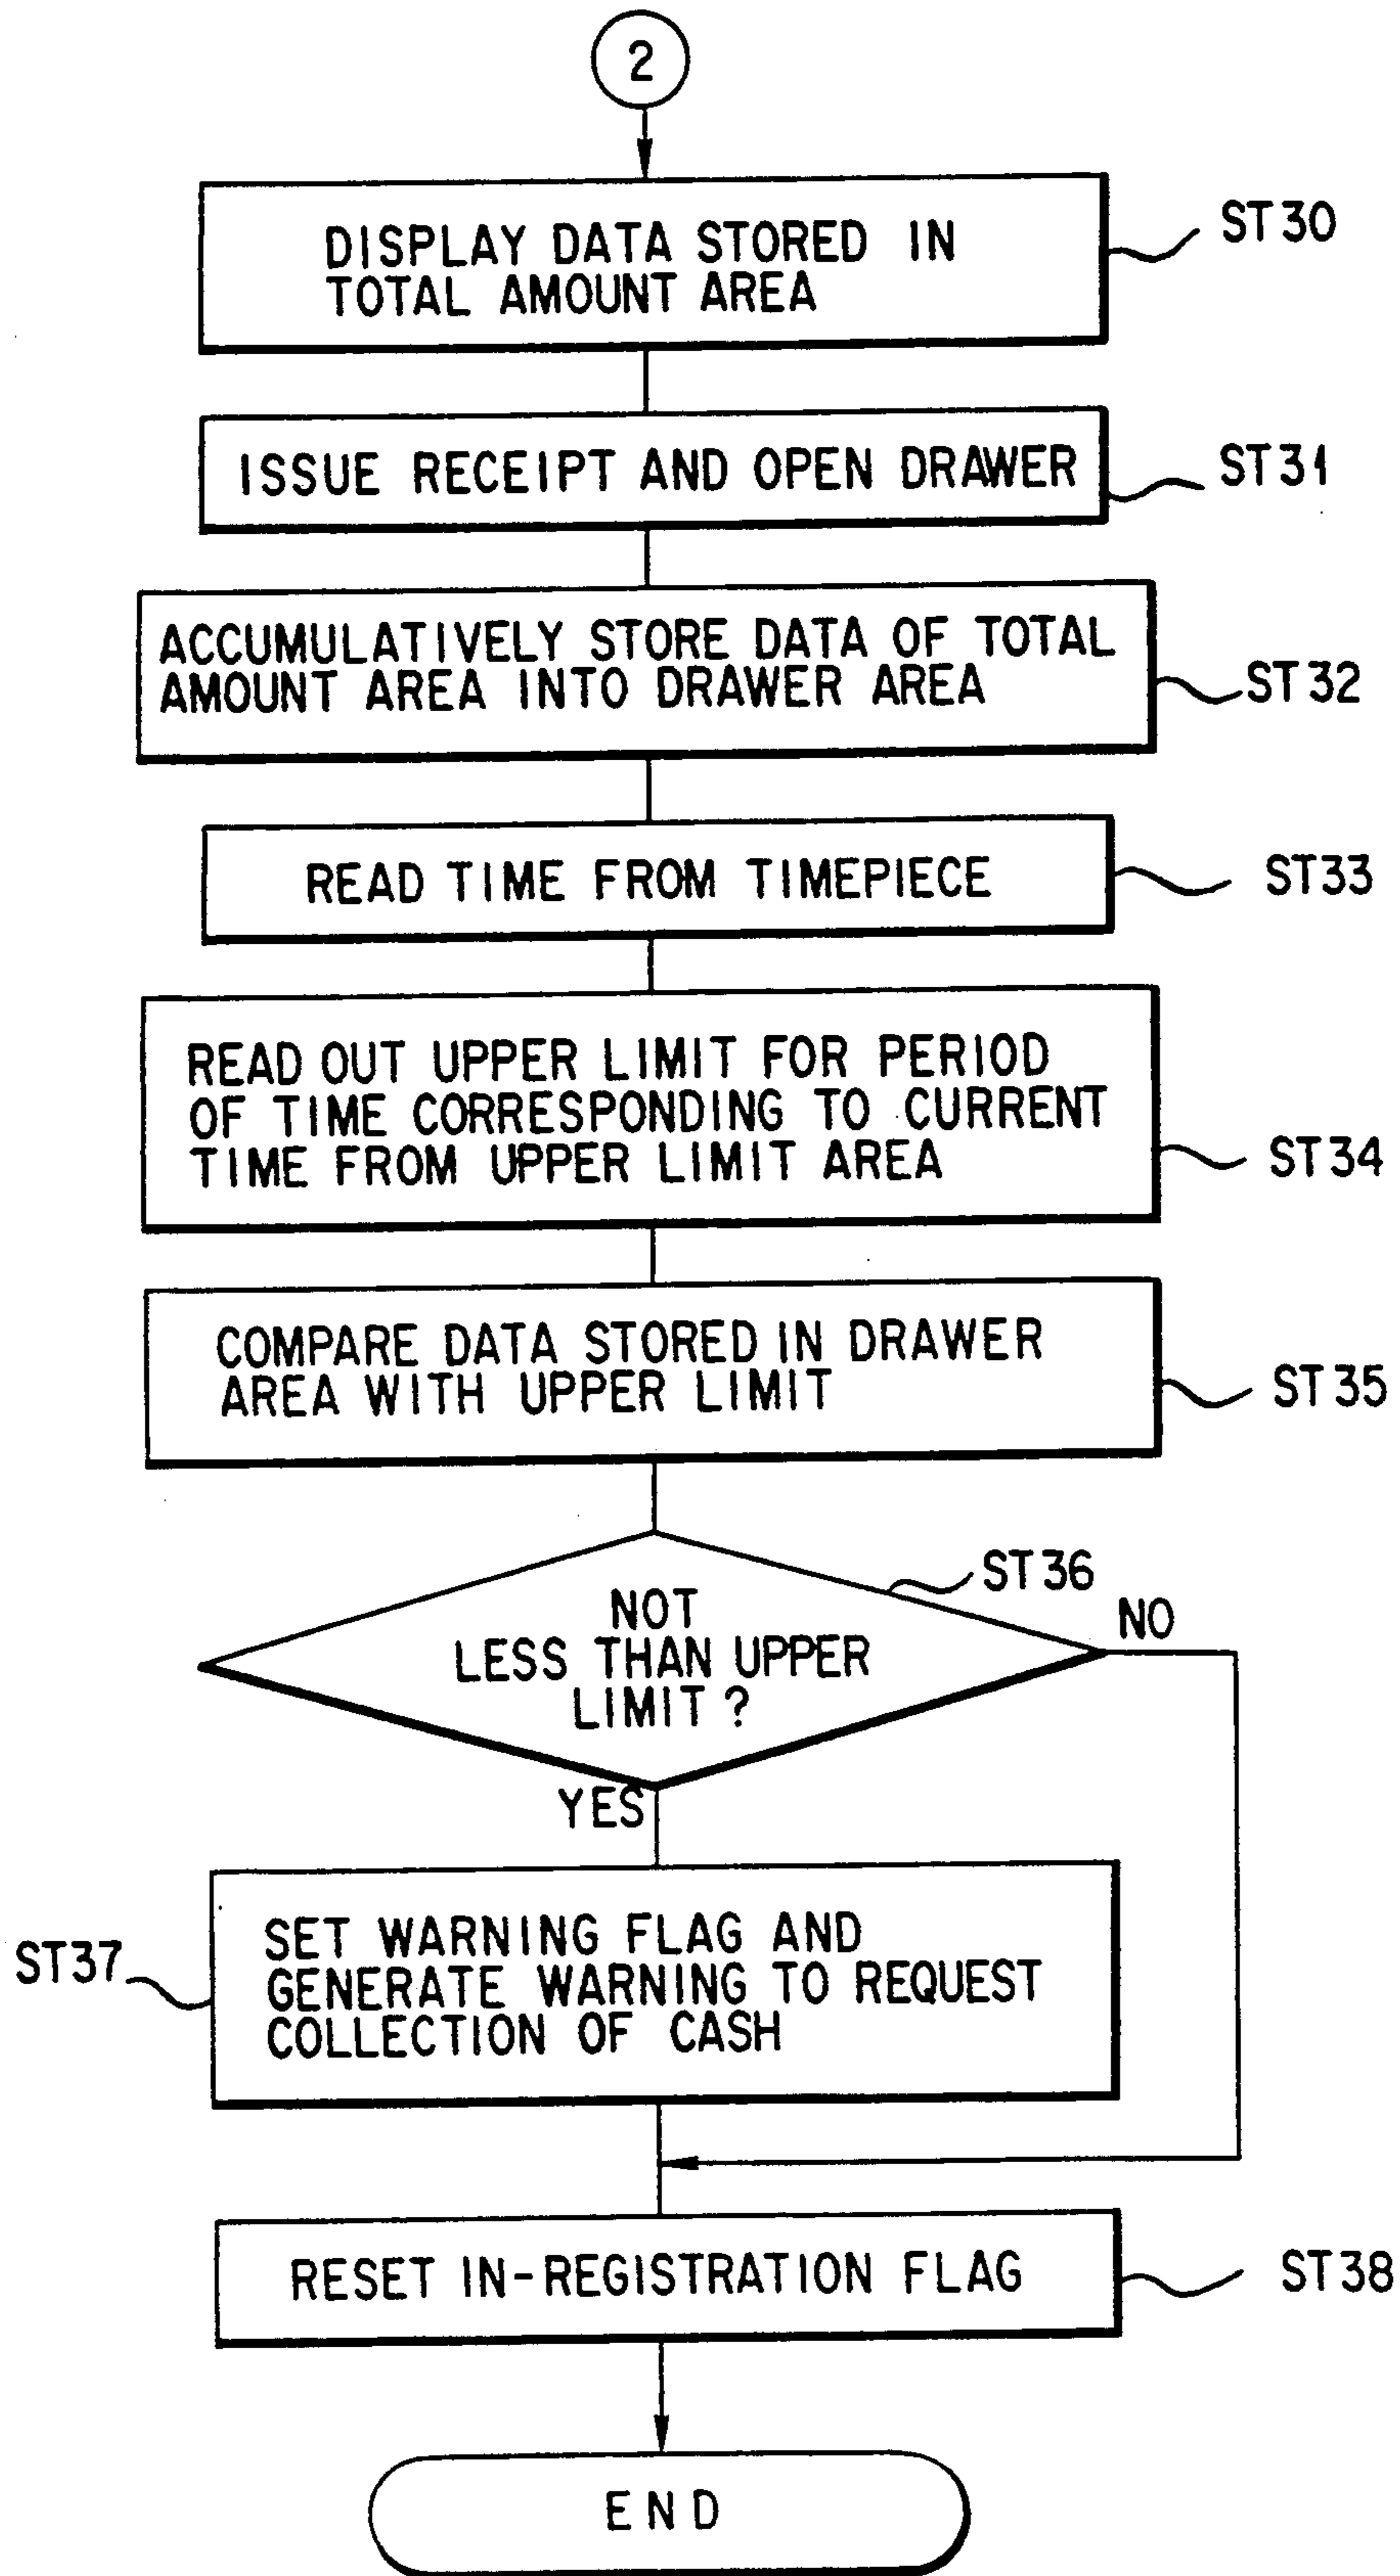 2
DISPLAY DATA STORED IN
TOTAL AMOUNT AREA
ST30
ISSUE RECEIPT AND OPEN DRAWER
ST31
ACCUMULATIVELY STORE DATA OF TOTAL
AMOUNT AREA INTO DRAWER AREA
ST32
READ TIME FROM TIMEPIECE
ST33
READ OUT UPPER LIMIT FOR PERIOD
OF TIME CORRESPONDING TO CURRENT
TIME FROM UPPER LIMIT AREA
ST34
COMPARE DATA STORED IN DRAWER
AREA WITH UPPER LIMIT
ST35
ST36
NOT
LESS THAN UPPER
LIMIT?
NO
YES
ST37
SET WARNING FLAG AND
GENERATE WARNING TO REQUEST
COLLECTION OF CASH
RESET IN-REGISTRATION FLAG
ST38
END